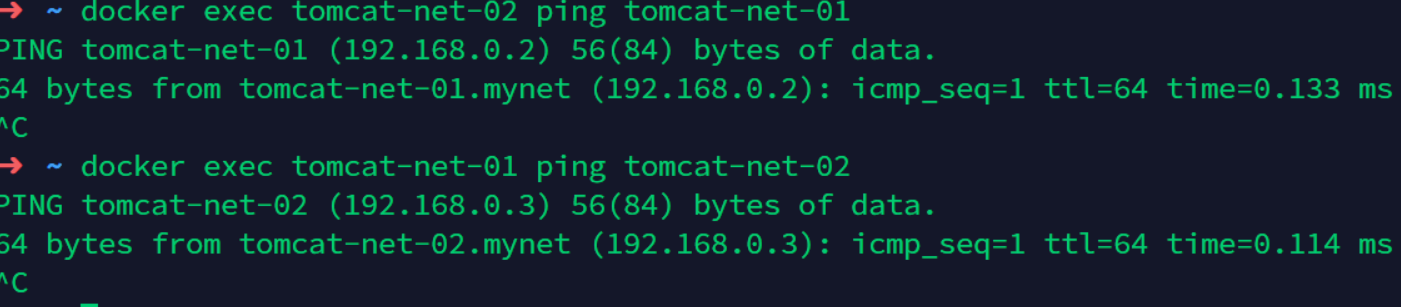 ➜ ~ docker exec tomcat-net-02 ping tomcat-net-01
PING tomcat-net-01 (192.168.0.2) 56(84) bytes of data.
64 bytes from tomcat-net-01.mynet (192.168.0.2): icmp_seq=1 ttl=64 time=0.133 ms
^C
➜ ~ docker exec tomcat-net-01 ping tomcat-net-02
PING tomcat-net-02 (192.168.0.3) 56(84) bytes of data.
64 bytes from tomcat-net-02.mynet (192.168.0.3): icmp_seq=1 ttl=64 time=0.114 ms
^C